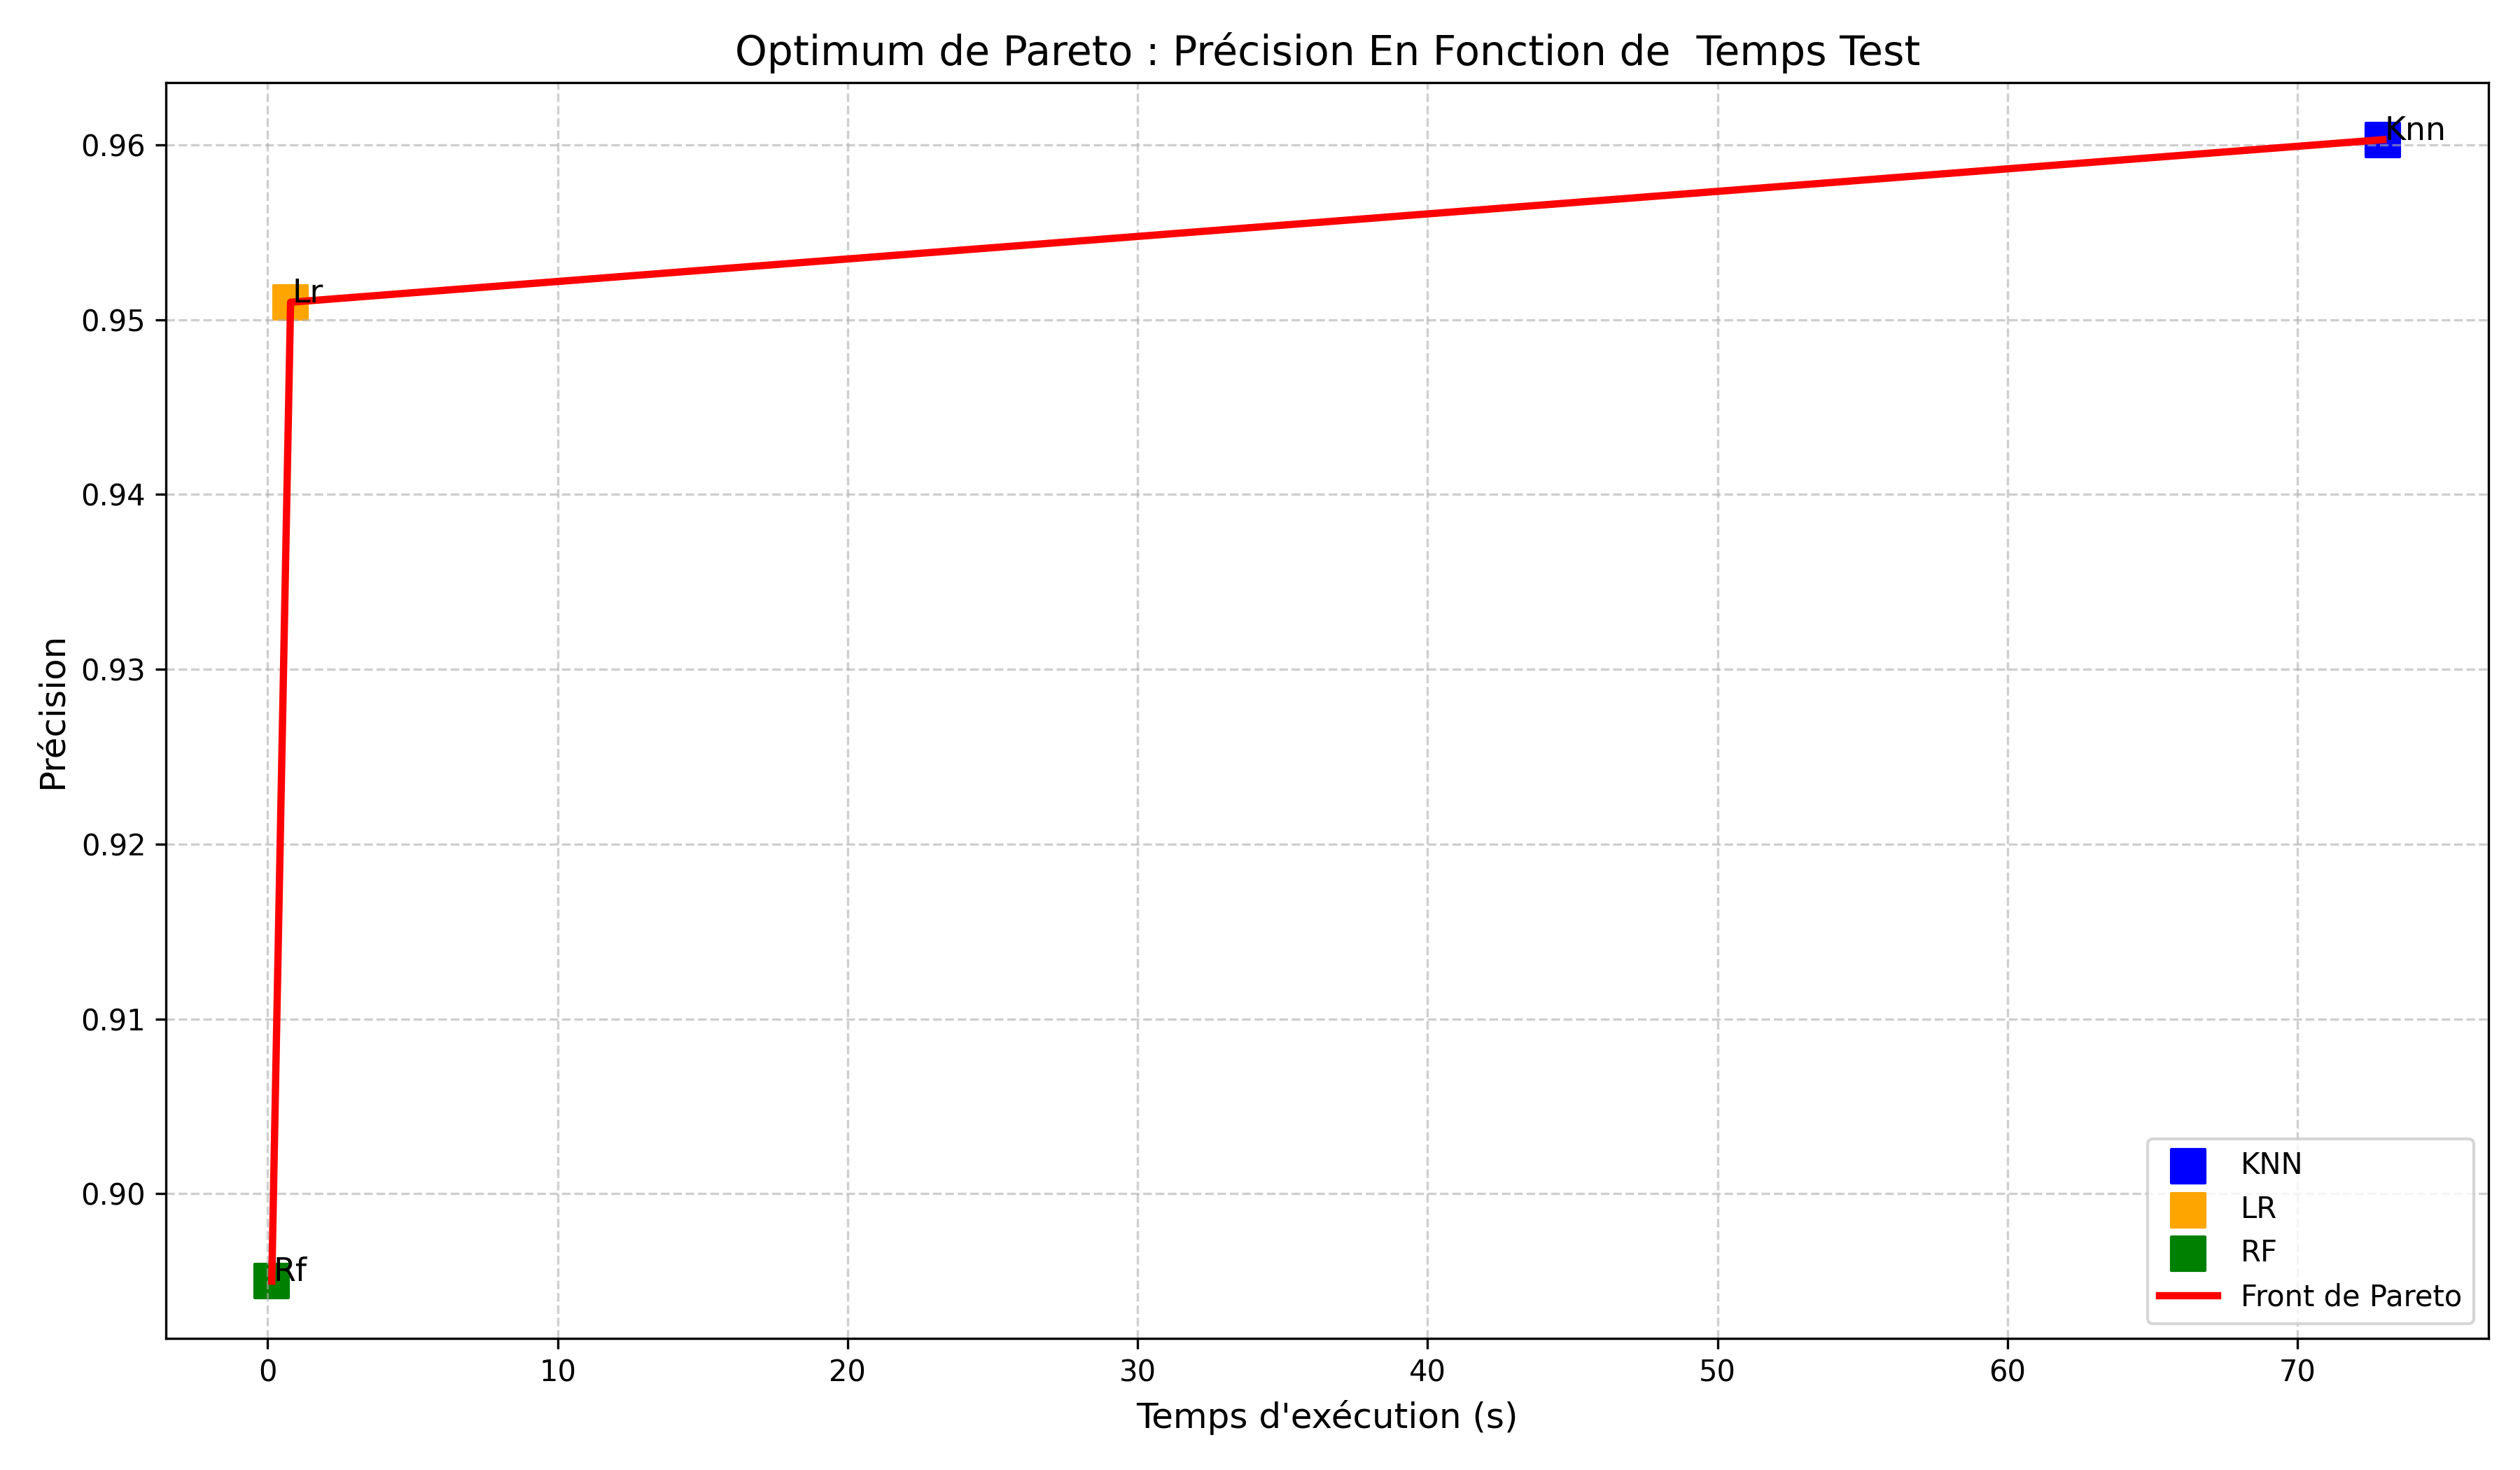 Optimum de Pareto : Précision En Fonction de  Temps Test
Précision
0.96
0.95
0.94
0.93
0.92
0.91
0.90
Knn
Lr
Rf
KNN
LR
RF
Front de Pareto
0 10 20 30 40 50 60 70
Temps d'exécution (s)